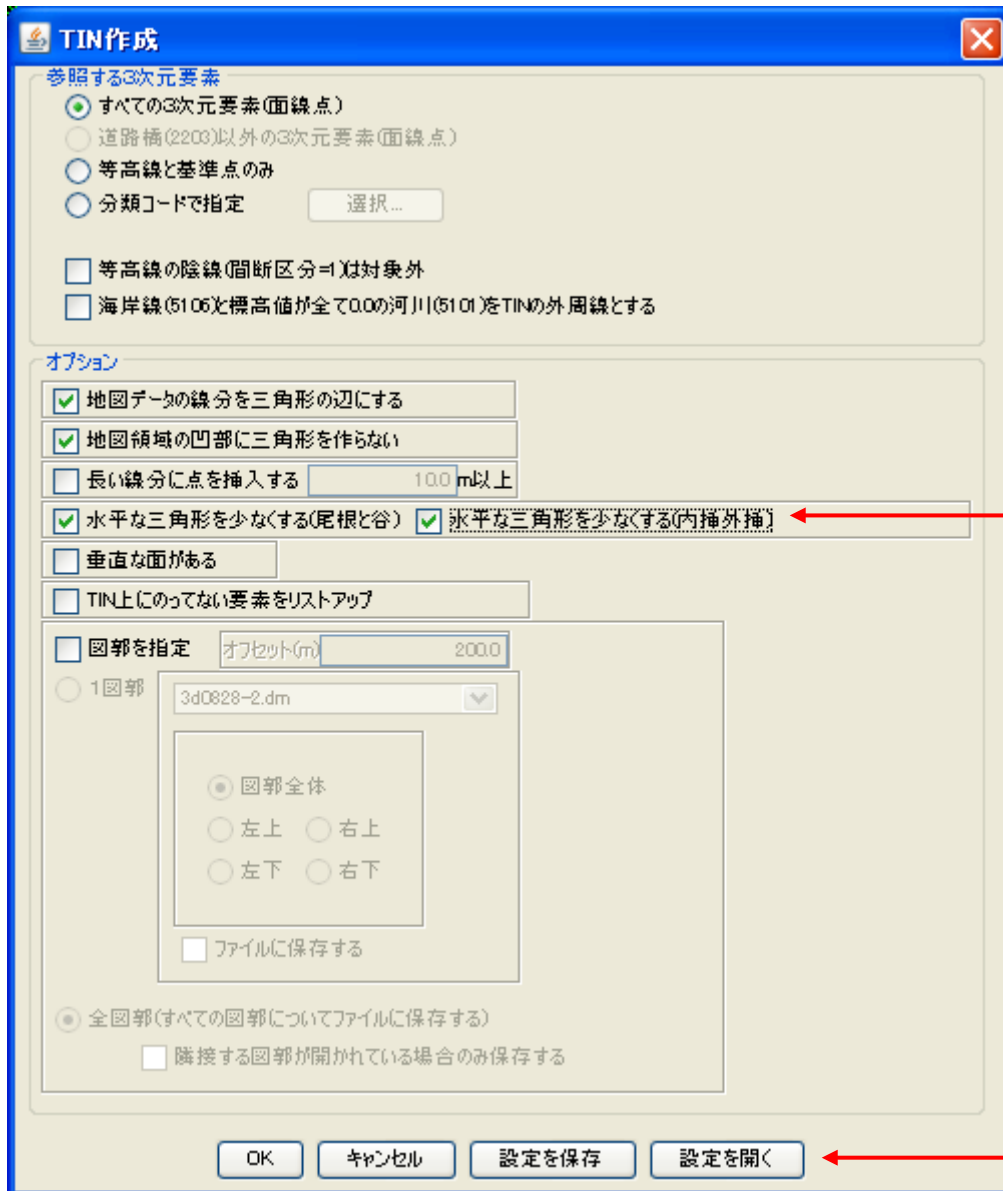 TIN作成
参照する3次元要素
すべての3次元要素(面線点)
道路橋(2203)以外の3次元要素(面線点)
等高線と基準点のみ
分類コードで指定 選択...
等高線の陰線(間断区分=1)は対象外
海岸線(5106)と標高値が全て0.0の河川(5101)をTINの外周線とする
オプション
地図データの線分を三角形の辺にする
地図領域の凹部に三角形を作らない
長い線分に点を挿入する 10.0 m以上
水平な三角形を少なくする(尾根と谷) 水平な三角形を少なくする(内挿外挿)
垂直な面がある
TIN上にのってない要素をリストアップ
図郭を指定 オフセット(m) 200.0
1図郭 3d0828-2.dm
図郭全体
左上 右上
左下 右下
ファイルに保存する
全図郭(すべての図郭についてファイルに保存する)
隣接する図郭が開かれている場合のみ保存する
OK キャンセル 設定を保存 設定を開く